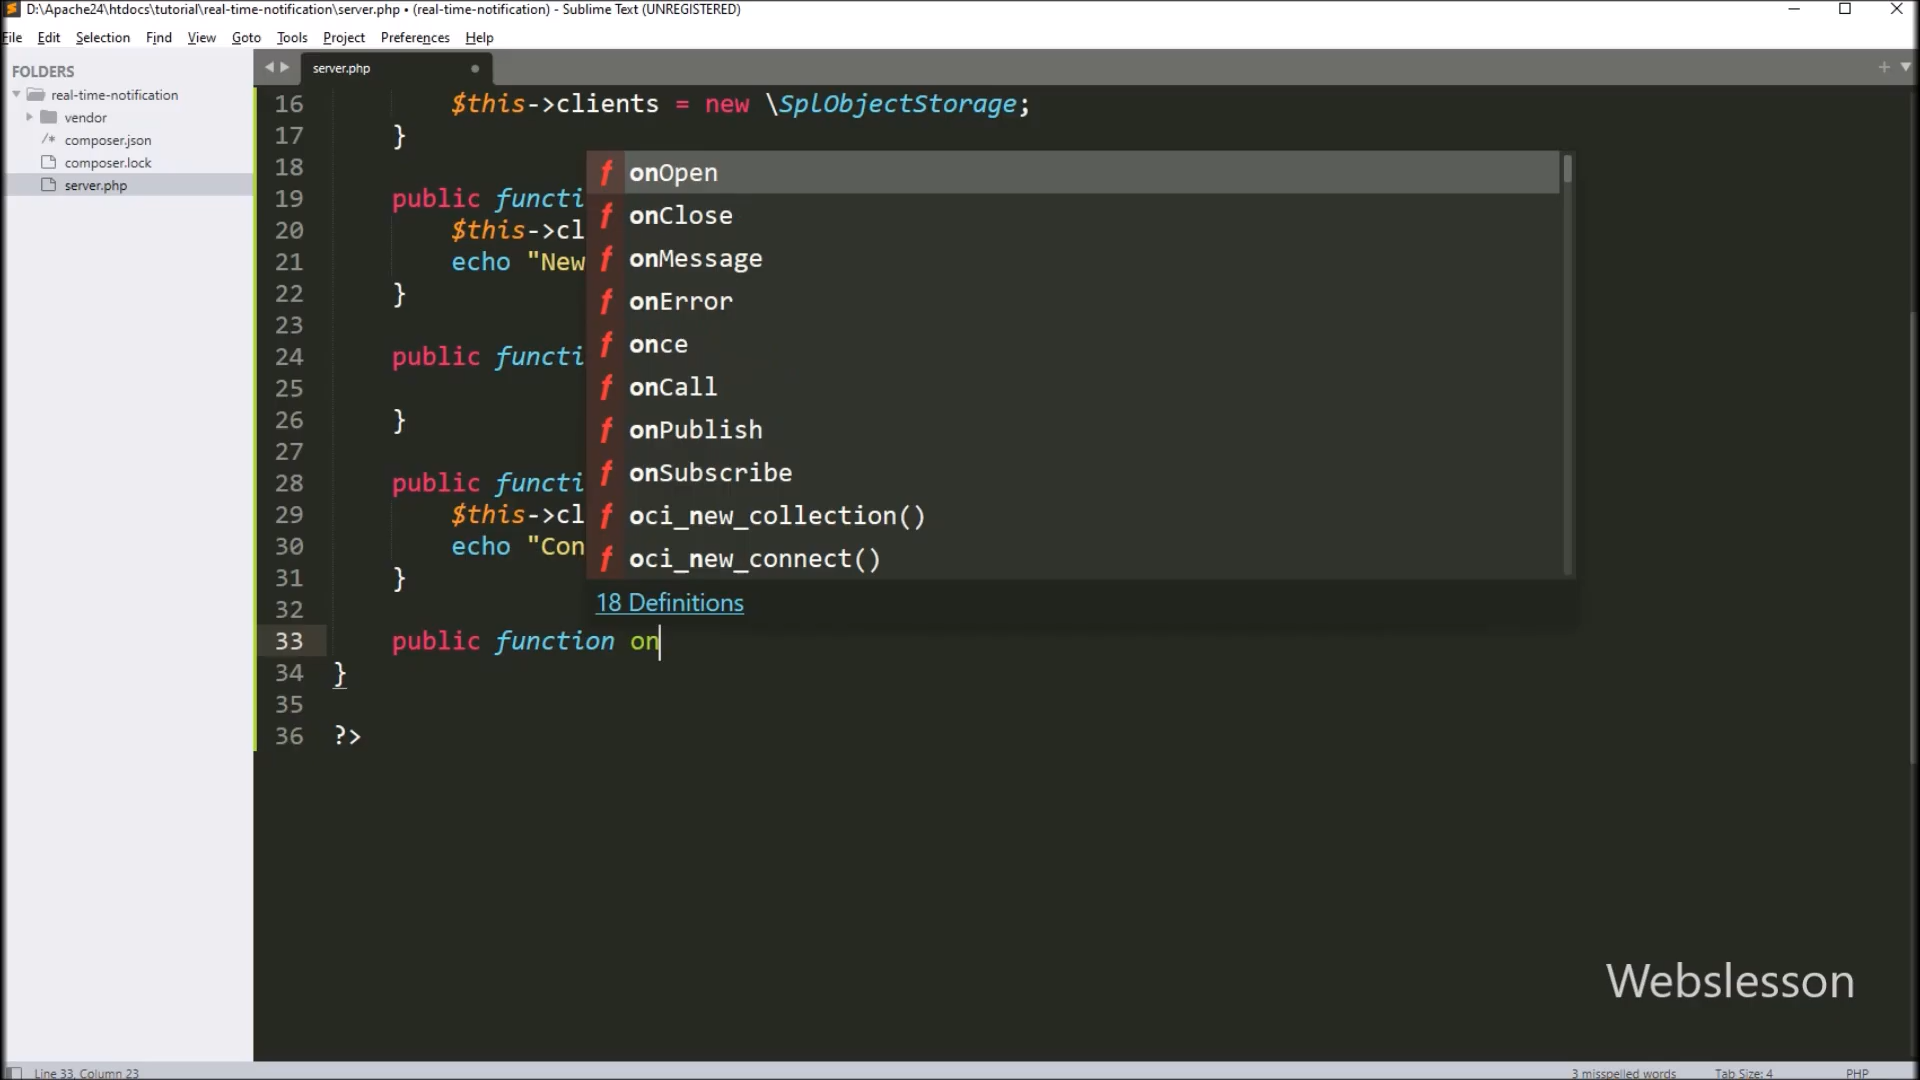 D:\Apache24\htdocs\tutorial\real-time-notification\server.php • (real-time-notification) - Sublime Text (UNREGISTERED)
File Edit Selection Find View Goto Tools Project Preferences Help
FOLDERS
real-time-notification
vendor
/* composer.json
composer.lock
server.php
server.php
16 $this->clients = new \SplObjectStorage;
17 }
18
19 public functi
20 $this->cl
21 echo "New
22 }
23
24 public functi
25
26 }
27
28 public functi
29 $this->cl
30 echo "Con
31 }
32
33 public function on
34 }
35
36 ?>
f onOpen
f onClose
f onMessage
f onError
f once
f onCall
f onPublish
f onSubscribe
f oci_new_collection()
f oci_new_connect()
18 Definitions
Webslesson
Line 33, Column 23
3 misspelled words
Tab Size: 4
PHP